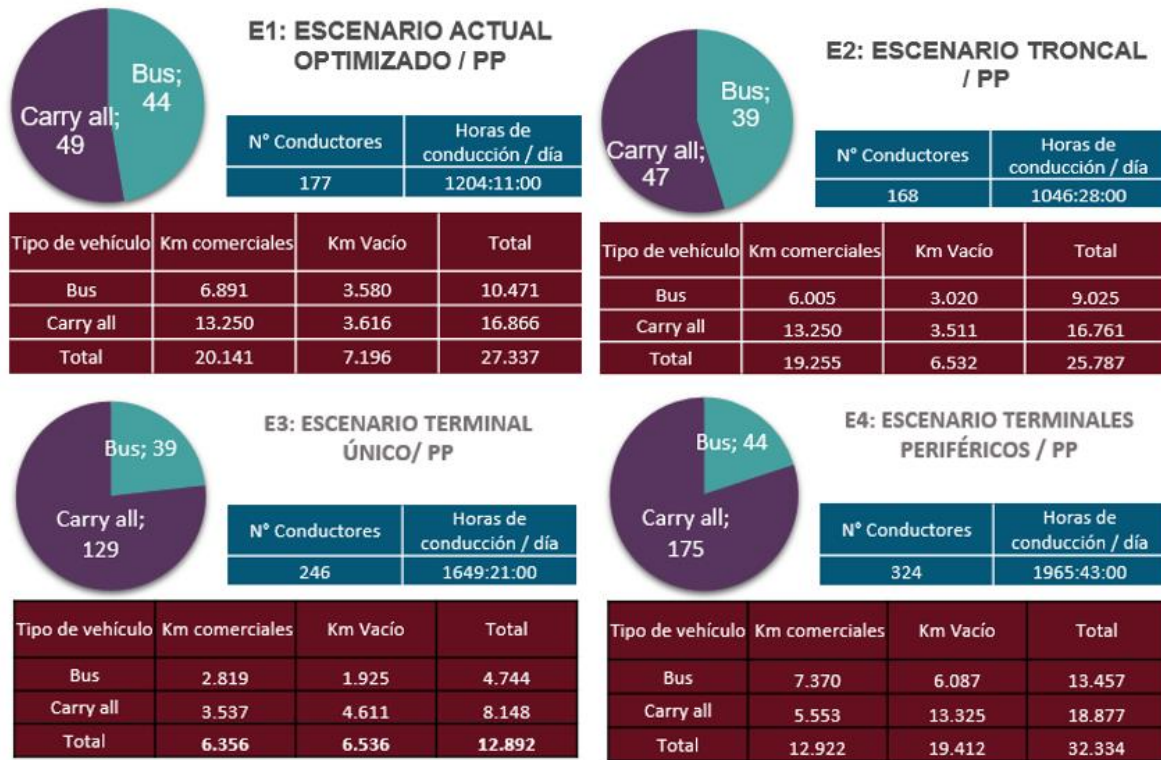 E1: ESCENARIO ACTUAL
OPTIMIZADO / PP
Bus;
44
Carry all;
49
N° Conductores Horas de
conducción / día
177 1204:11:00
Tipo de vehículo Km comerciales Km Vacío Total
Bus 6.891 3.580 10.471
Carry all 13.250 3.616 16.866
Total 20.141 7.196 27.337
E2: ESCENARIO TRONCAL
/ PP
Bus;
39
Carry all;
47
N° Conductores Horas de
conducción / día
168 1046:28:00
Tipo de vehículo Km comerciales Km Vacío Total
Bus 6.005 3.020 9.025
Carry all 13.250 3.511 16.761
Total 19.255 6.532 25.787
E3: ESCENARIO TERMINAL
ÚNICO/ PP
Bus; 39
Carry all;
129
N° Conductores Horas de
conducción / día
246 1649:21:00
Tipo de vehículo Km comerciales Km Vacío Total
Bus 2.819 1.925 4.744
Carry all 3.537 4.611 8.148
Total 6.356 6.536 12.892
E4: ESCENARIO TERMINALES
PERIFÉRICOS / PP
Bus; 44
Carry all;
175
N° Conductores Horas de
conducción / día
324 1965:43:00
Tipo de vehículo Km comerciales Km Vacío Total
Bus 7.370 6.087 13.457
Carry all 5.553 13.325 18.877
Total 12.922 19.412 32.334